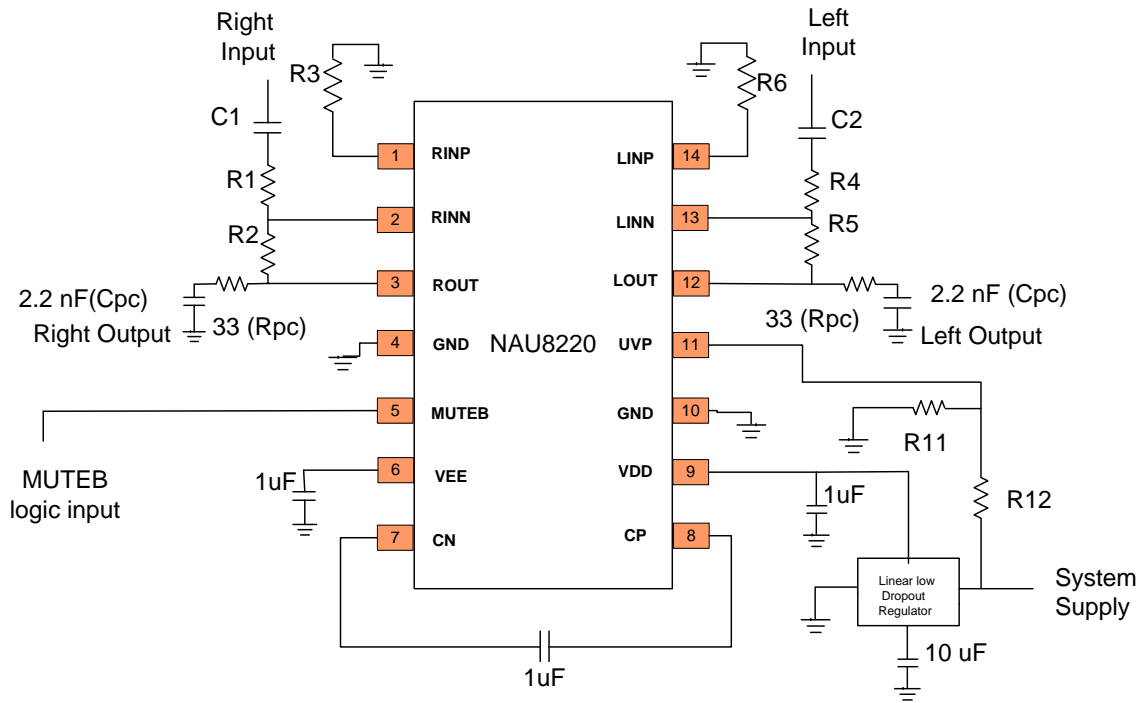 Right
Input
Left
Input
R3
R6
C1
C2
1
RINP
LINP
14
R1
R4
2
RINN
LINN
13
R2
R5
3
ROUT
LOUT
12
2.2 nF(Cpc)
33 (Rpc)
Right Output
2.2 nF (Cpc)
33 (Rpc)
Left Output
4
GND
NAU8220
UVP
11
5
MUTEB
GND
10
R11
MUTEB
logic input
1uF
6
VEE
VDD
9
1uF
R12
7
CN
CP
8
Linear low
Dropout
Regulator
System
Supply
10 uF
1uF